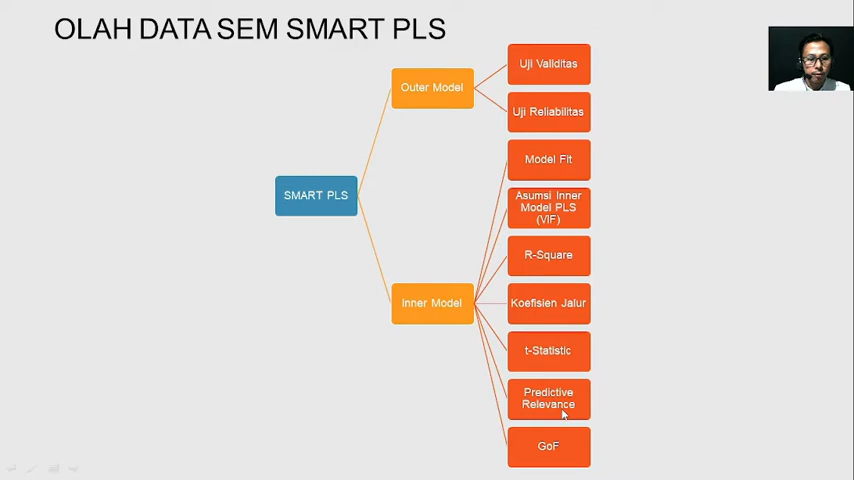 OLAH DATA SEM SMART PLS
SMART PLS
Outer Model
Uji Validitas
Uji Reliabilitas
Inner Model
Model Fit
Asumsi Inner
Model PLS
(VIF)
R-Square
Koefisien Jalur
t-Statistic
Predictive
Relevance
GoF